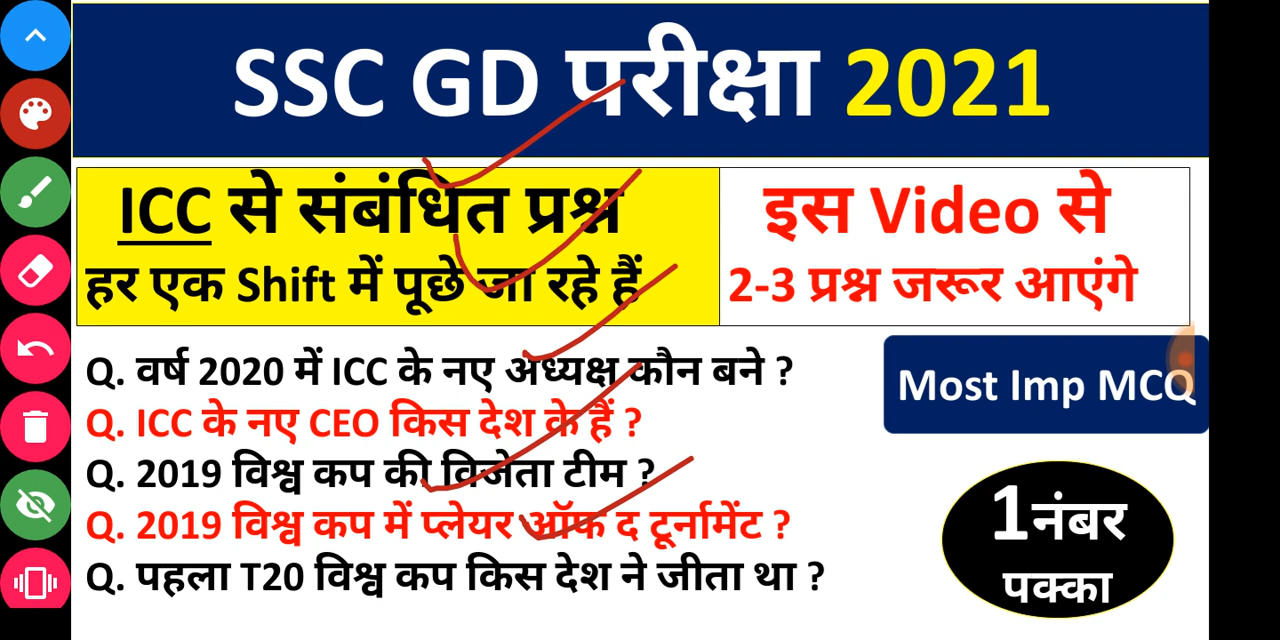 SSC GD परीक्षा 2021
ICC से संबंधित प्रश्न
हर एक Shift में पूछे जा रहे हैं
इस Video से
2-3 प्रश्न जरूर आएंगे
Q. वर्ष 2020 में ICC के नए अध्यक्ष कौन बने ?
Q. ICC के नए CEO किस देश के हैं ?
Q. 2019 विश्व कप की विजेता टीम ?
Q. 2019 विश्व कप में प्लेयर ऑफ द टूर्नामेंट ?
Q. पहला T20 विश्व कप किस देश ने जीता था ?
Most Imp MCQ
1नंबर
पक्का